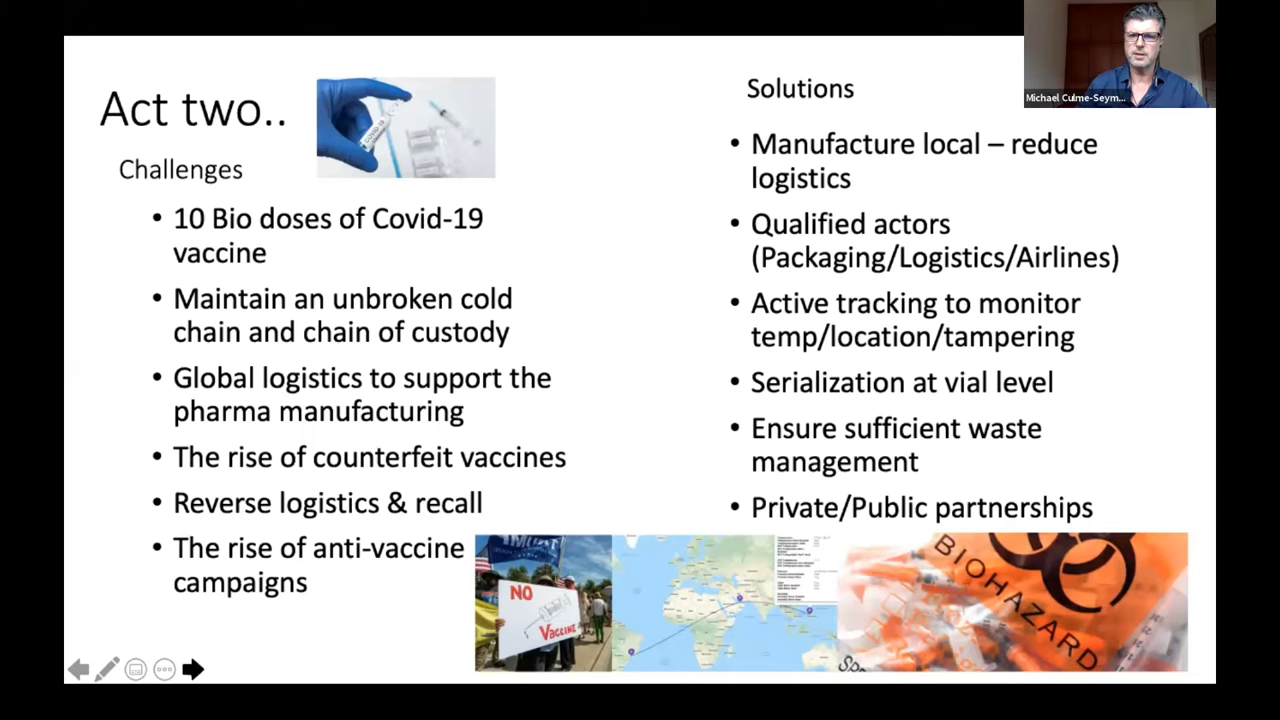 Act two..
Challenges
• 10 Bio doses of Covid-19
vaccine
• Maintain an unbroken cold
chain and chain of custody
• Global logistics to support the
pharma manufacturing
• The rise of counterfeit vaccines
• Reverse logistics & recall
• The rise of anti-vaccine
campaigns
COVID-19
Solutions
• Manufacture local – reduce
logistics
• Qualified actors
(Packaging/Logistics/Airlines)
• Active tracking to monitor
temp/location/tampering
• Serialization at vial level
• Ensure sufficient waste
management
• Private/Public partnerships
Michael Culme-Seym...
NO
VACCINE
BIOHAZARD